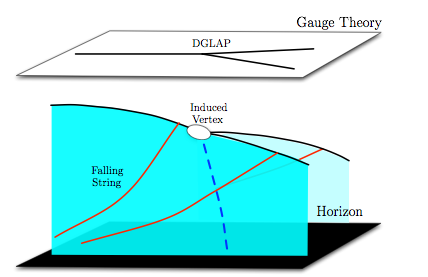 Gauge Theory
DGLAP
Induced
Vertex
Falling
String
Horizon